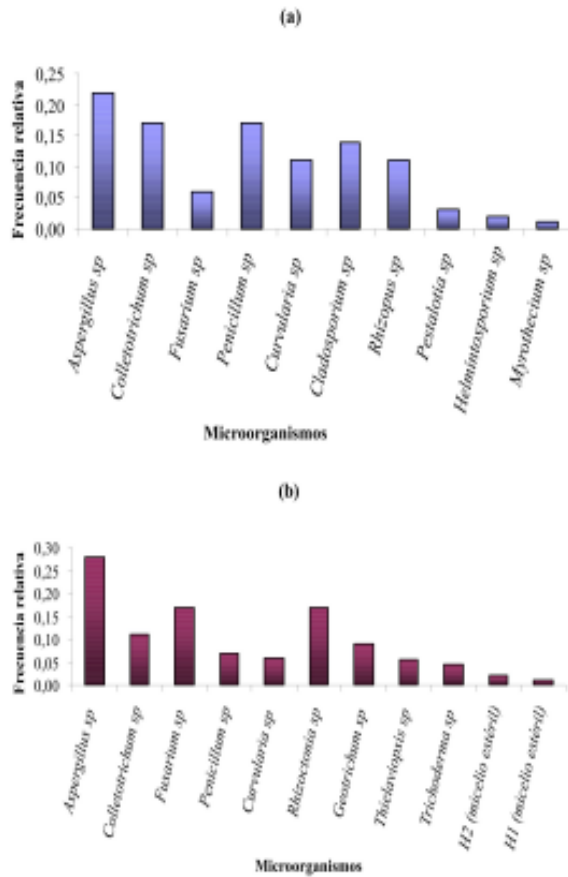 (a)
Frecuencia relativa
0,25
0,20
0,15
0,10
0,05
0,00
Aspergillus sp
Colletotrichum sp
Fusarium sp
Penicillum sp
Curvularia sp
Cladosporium sp
Rhizopus sp
Pestalotia sp
Helmintosporium sp
Myrothecium sp
Microorganismos
(b)
Frecuencia relativa
0,30
0,25
0,20
0,15
0,10
0,05
0,00
Aspergillus sp
Colletotrichum sp
Fusarium sp
Penicillum sp
Curvularia sp
Rhizoctonia sp
Geotrichum sp
Thielaviopsis sp
Trichoderma sp
H2 (micelio estéril)
H1 (micelio estéril)
Microorganismos